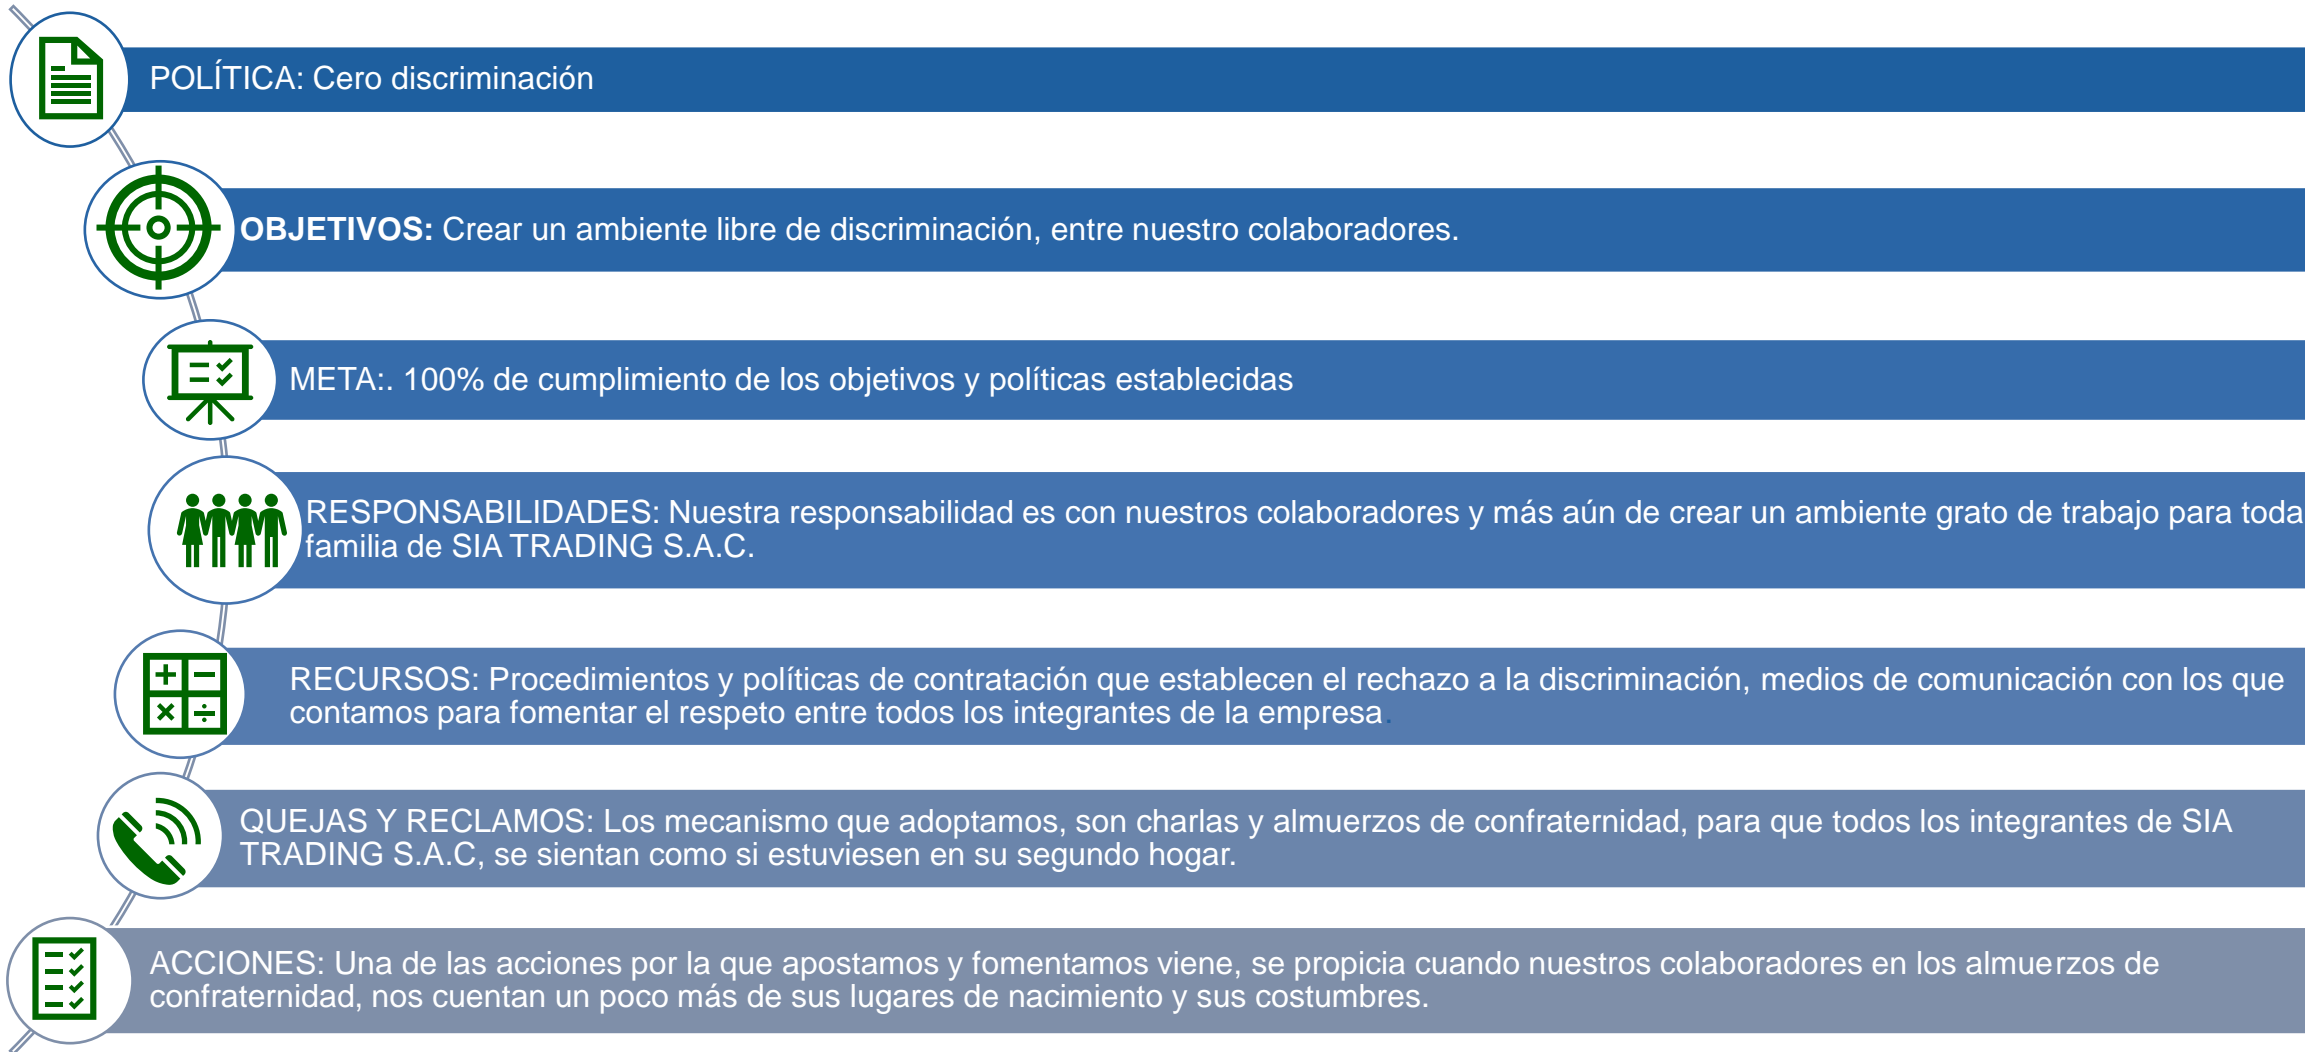 POLÍTICA: Cero discriminación
OBJETIVOS: Crear un ambiente libre de discriminación, entre nuestro colaboradores.
META:. 100% de cumplimiento de los objetivos y políticas establecidas
RESPONSABILIDADES: Nuestra responsabilidad es con nuestros colaboradores y más aún de crear un ambiente grato de trabajo para toda
familia de SIA TRADING S.A.C.
RECURSOS: Procedimientos y políticas de contratación que establecen el rechazo a la discriminación, medios de comunicación con los que
contamos para fomentar el respeto entre todos los integrantes de la empresa.
QUEJAS Y RECLAMOS: Los mecanismo que adoptamos, son charlas y almuerzos de confraternidad, para que todos los integrantes de SIA
TRADING S.A.C, se sientan como si estuviesen en su segundo hogar.
ACCIONES: Una de las acciones por la que apostamos y fomentamos viene, se propicia cuando nuestros colaboradores en los almuerzos de
confraternidad, nos cuentan un poco más de sus lugares de nacimiento y sus costumbres.